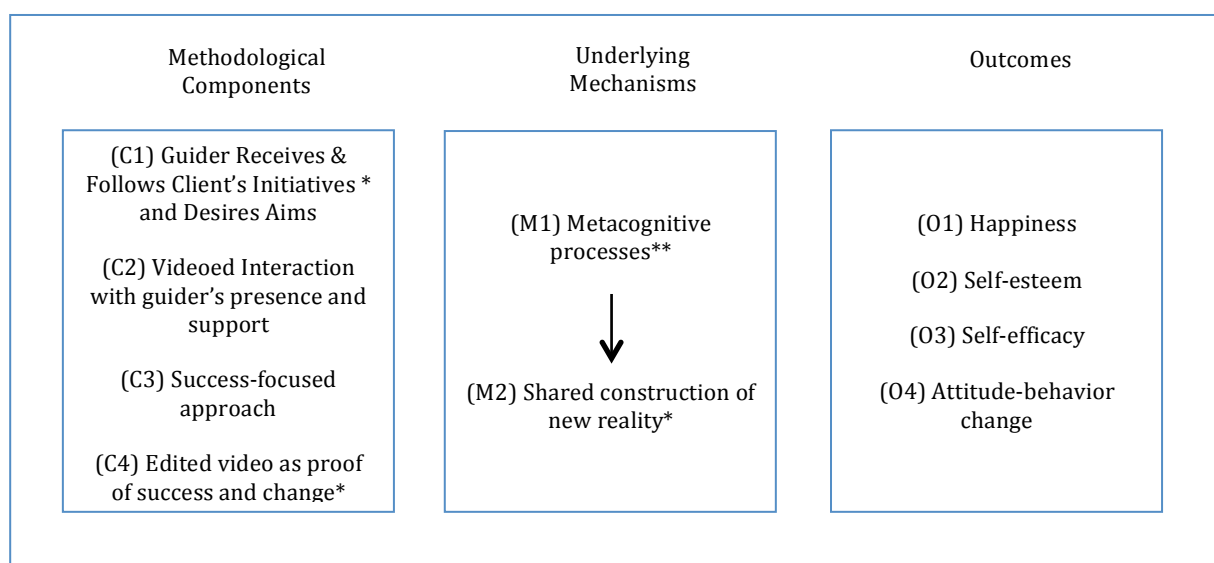 Methodological
Components
Underlying
Mechanisms
Outcomes
(C1) Guider Receives &
Follows Client’s Initiatives *
and Desires Aims
(C2) Videoed Interaction
with guider’s presence and
support
(C3) Success-focused
approach
(C4) Edited video as proof
of success and change*
(M1) Metacognitive
processes**
(M2) Shared construction of
new reality*
(O1) Happiness
(O2) Self-esteem
(O3) Self-efficacy
(O4) Attitude-behavior
change